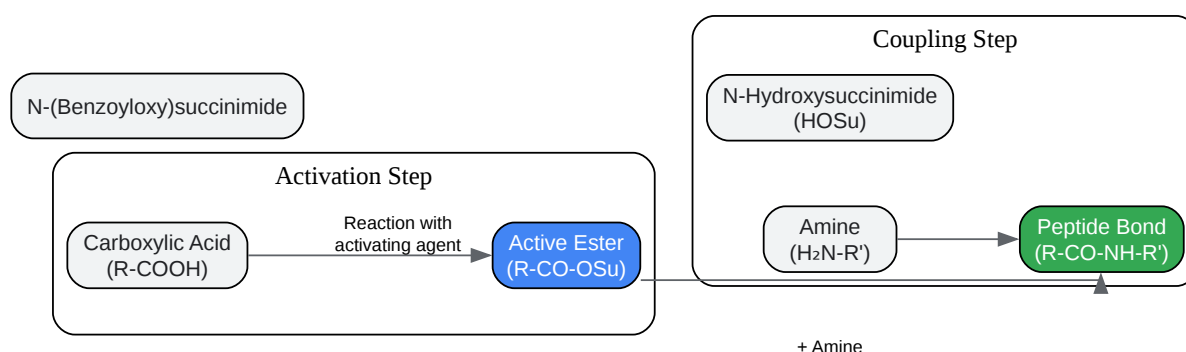 N-(Benzoyloxy)succinimide
Activation Step
Carboxylic Acid
(R-COOH)
Reaction with
activating agent
Active Ester
(R-CO-OSu)
Coupling Step
N-Hydroxysuccinimide
(HOSu)
Amine
(H₂N-R')
Peptide Bond
(R-CO-NH-R')
+ Amine